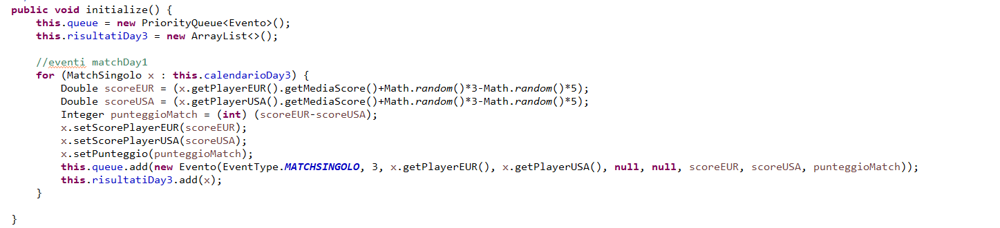 public void initialize() {
    this.queue = new PriorityQueue<Evento>();
    this.risultatiDay3 = new ArrayList<>();

    //eventi matchDay1
    for (MatchSingolo x : this.calendarioDay3) {
        Double scoreEUR = (x.getPlayerEUR().getMediaScore()+Math.random()*3-Math.random()*5);
        Double scoreUSA = (x.getPlayerUSA().getMediaScore()+Math.random()*3-Math.random()*5);
        Integer punteggioMatch = (int) (scoreEUR-scoreUSA);
        x.setScorePlayerEUR(scoreEUR);
        x.setScorePlayerUSA(scoreUSA);
        x.setPunteggio(punteggioMatch);
        this.queue.add(new Evento(EventType.MATCHSINGOLO, 3, x.getPlayerEUR(), x.getPlayerUSA(), null, null, scoreEUR, scoreUSA, punteggioMatch));
        this.risultatiDay3.add(x);
    }

}